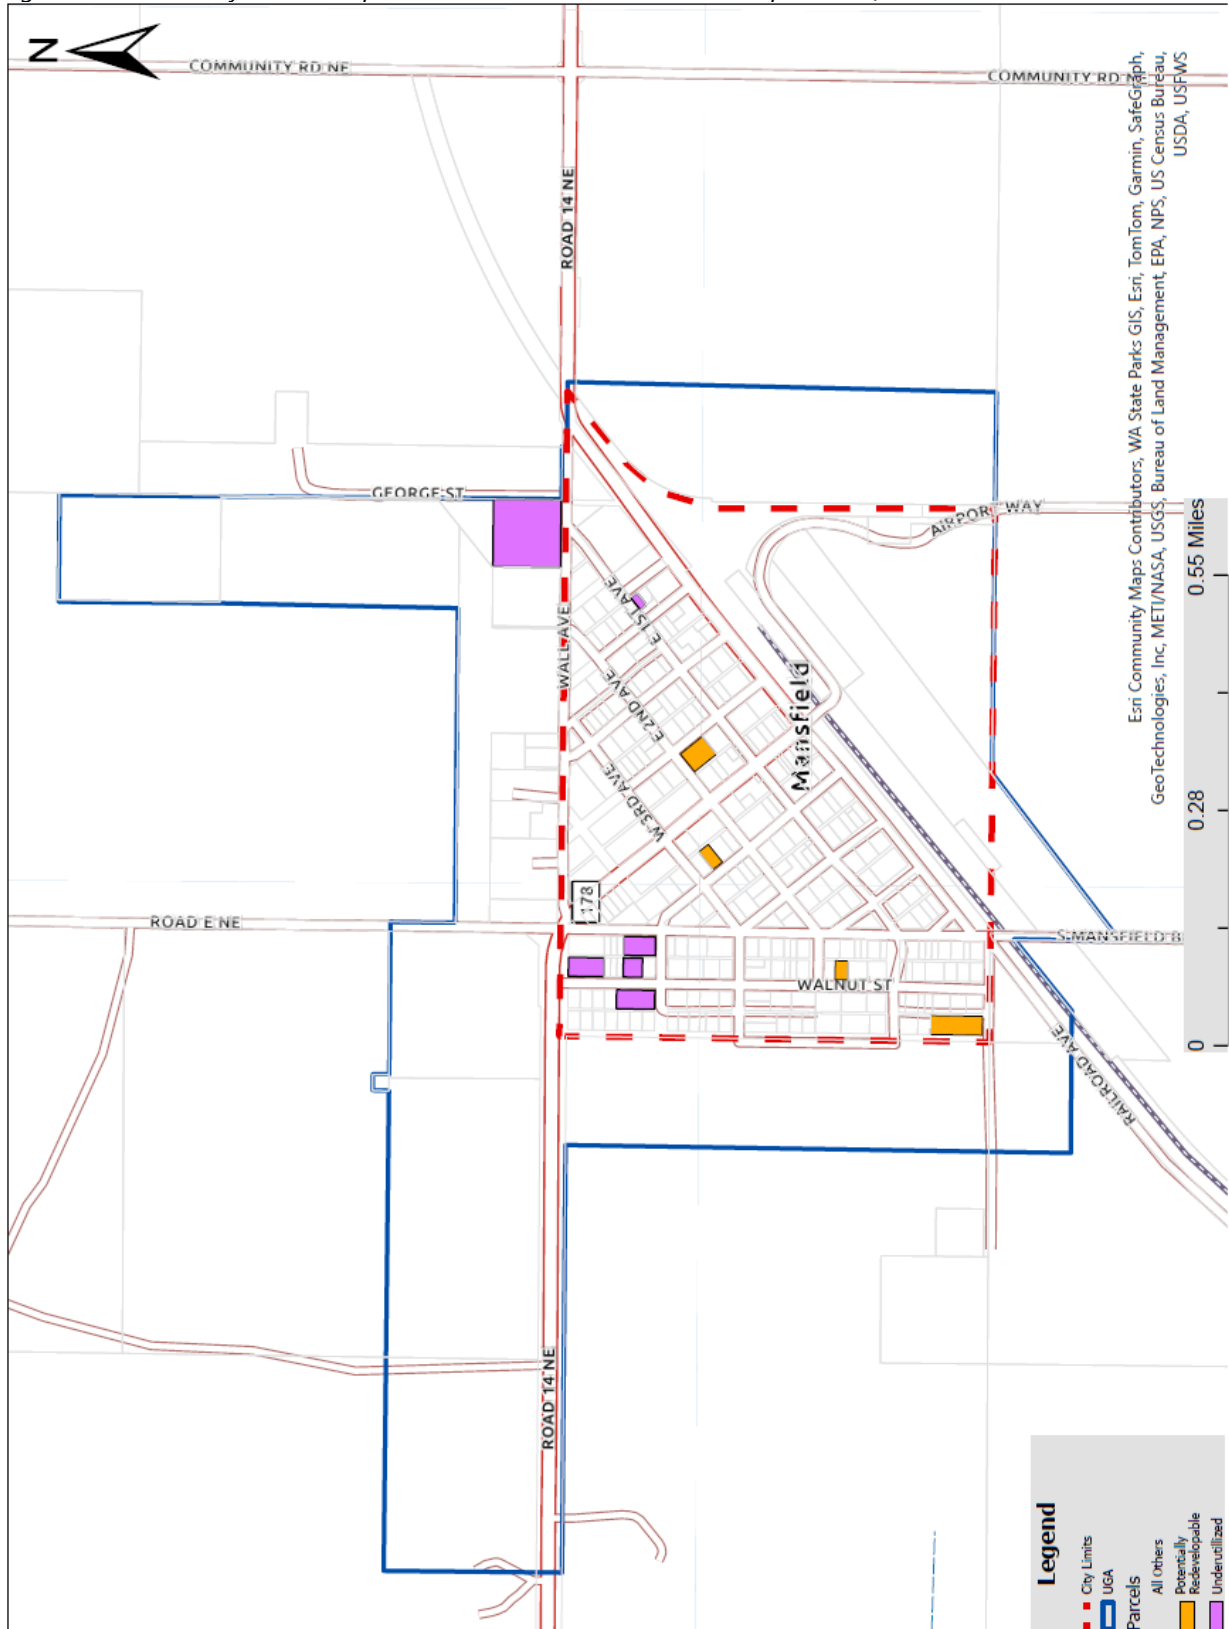 N
COMMUNITY RD NE
COMMUNITY RD N
ROAD 14 NE
GEORGE ST
AIRPORT WAY
WALL AVE
E 1ST AVE
E 2ND AVE
W 3RD AVE
Mansfield
178
ROAD E NE
S MANSFIELD B
WALNUT ST
RAILROAD AVE
ROAD 14 NE
Esri Community Maps Contributors, WA State Parks GIS, Esri, TomTom, Garmin, SafeGraph,
GeoTechnologies, Inc, METI/NASA, USGS, Bureau of Land Management, EPA, NPS, US Census Bureau,
USDA, USFWS
0
0.28
0.55 Miles
Legend
City Limits
UGA
Parcels
All Others
Potentially
Redevelopable
Underutillized